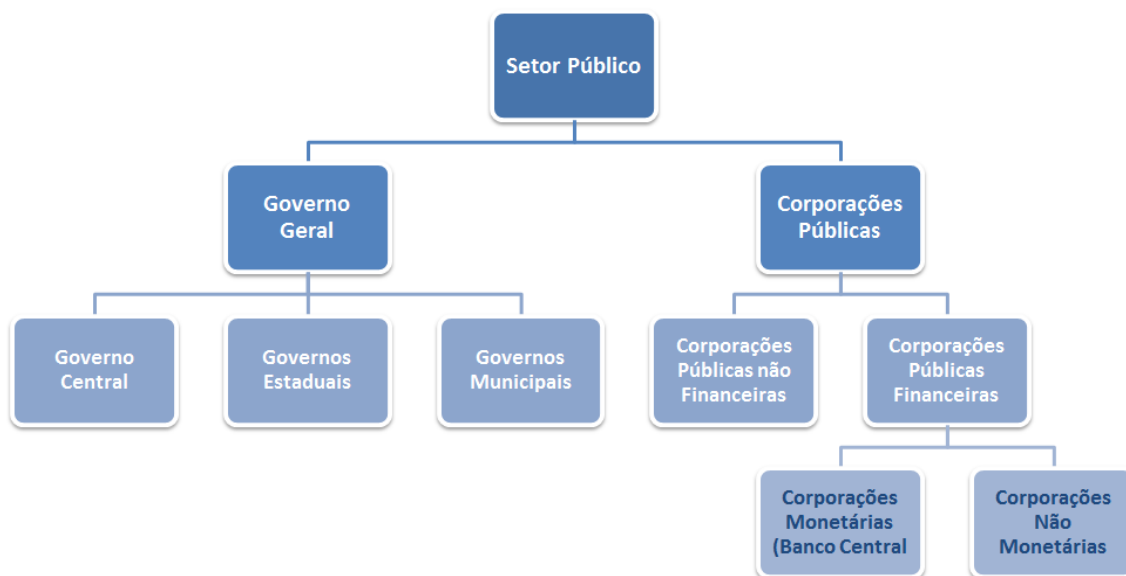 Setor Público
Governo
Geral
Corporações
Públicas
Governo
Central
Governos
Estaduais
Governos
Municipais
Corporações
Públicas não
Financeiras
Corporações
Públicas
Financeiras
Corporações
Monetárias
(Banco Central
Corporações
Não
Monetárias